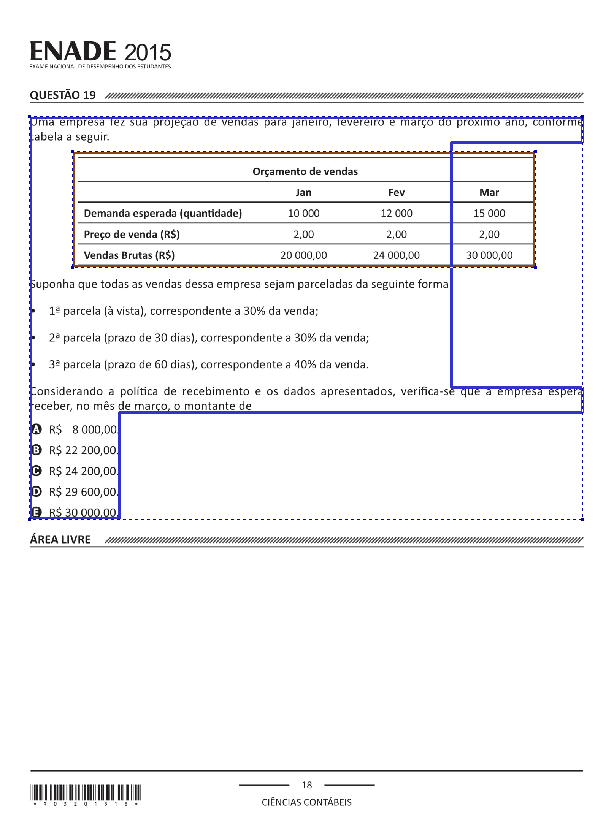 ENADE 2015
EXAME NACIONAL DE DESEMPENHO DOS ESTUDANTES
QUESTÃO 19
Uma empresa fez sua projeção de vendas para janeiro, fevereiro e março do próximo ano, conforme
tabela a seguir.
Orçamento de vendas
Jan Fev Mar
Demanda esperada (quantidade) 10 000 12 000 15 000
Preço de venda (R$) 2,00 2,00 2,00
Vendas Brutas (R$) 20 000,00 24 000,00 30 000,00
Suponha que todas as vendas dessa empresa sejam parceladas da seguinte forma
• 1ª parcela (à vista), correspondente a 30% da venda;
• 2ª parcela (prazo de 30 dias), correspondente a 30% da venda;
• 3ª parcela (prazo de 60 dias), correspondente a 40% da venda.
Considerando a política de recebimento e os dados apresentados, verifica-se que a empresa espera
receber, no mês de março, o montante de
A R$ 8 000,00.
B R$ 22 200,00.
C R$ 24 200,00.
D R$ 29 600,00.
E R$ 30 000,00.
ÁREA LIVRE
18
CIÊNCIAS CONTÁBEIS